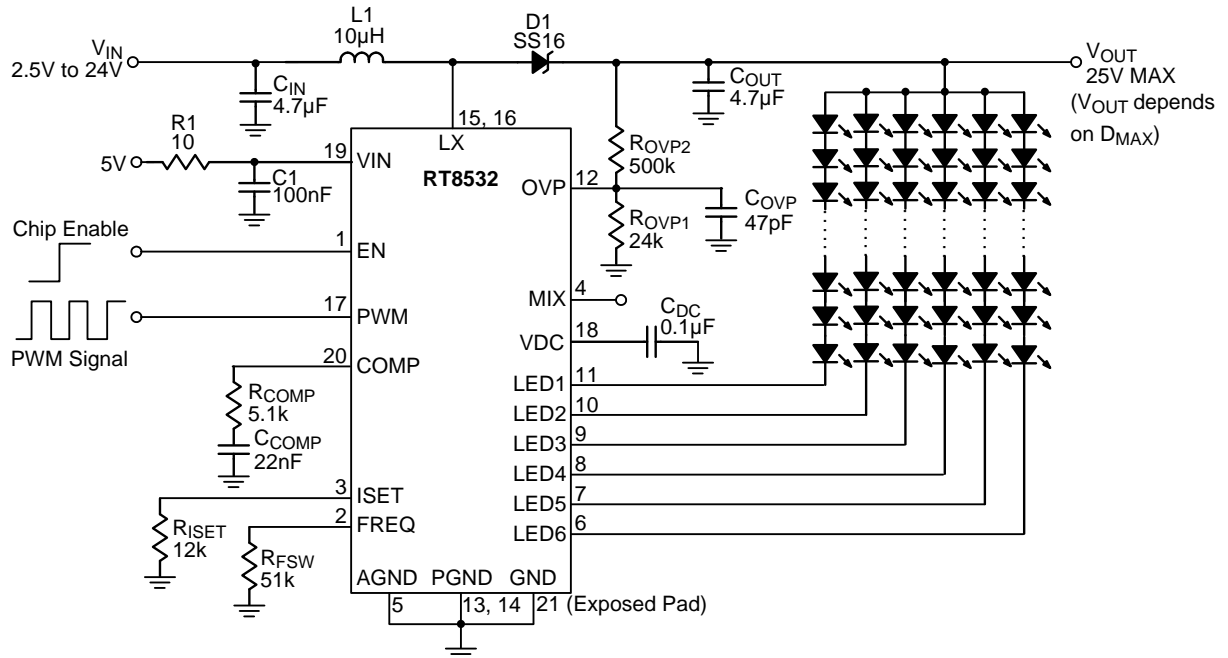 L1
10µH
D1
SS16
V_IN
2.5V to 24V
C_IN
4.7µF
C_OUT
4.7µF
V_OUT
25V MAX
(V_OUT depends
on D_MAX)
R1
10
5V
C1
100nF
19 VIN
15, 16
LX
RT8532
OVP 12
R_OVP2
500k
R_OVP1
24k
C_OVP
47pF
Chip Enable
1 EN
MIX 4
17 PWM
PWM Signal
VDC 18
C_DC
0.1µF
20 COMP
R_COMP
5.1k
C_COMP
22nF
LED1 11
LED2 10
LED3 9
LED4 8
LED5 7
LED6 6
3 ISET
2 FREQ
R_ISET
12k
R_FSW
51k
AGND PGND GND
5 13, 14 21 (Exposed Pad)